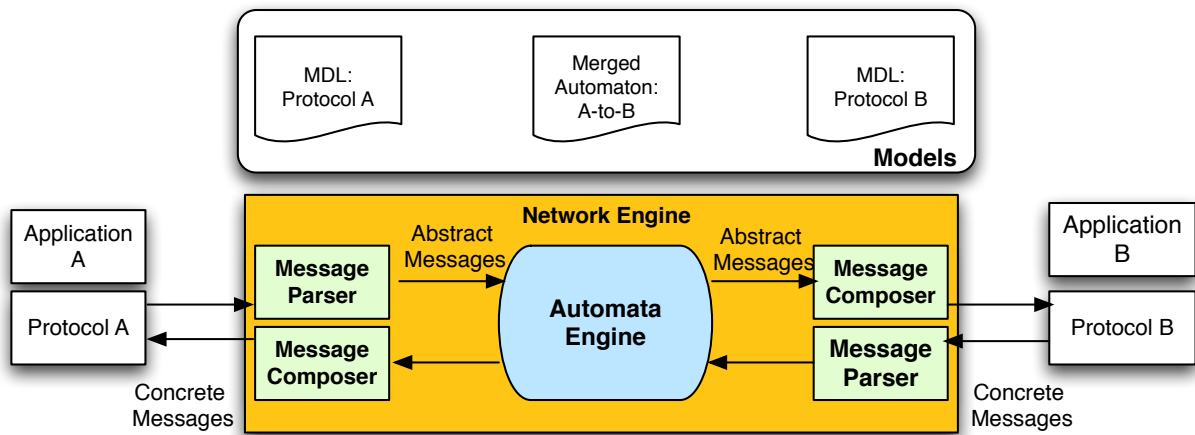 MDL:
Protocol A
Merged
Automaton:
A-to-B
MDL:
Protocol B
Models
Network Engine
Application
A
Protocol A
Concrete
Messages
Message
Parser
Message
Composer
Abstract
Messages
Automata
Engine
Abstract
Messages
Message
Composer
Message
Parser
Application
B
Protocol B
Concrete
Messages